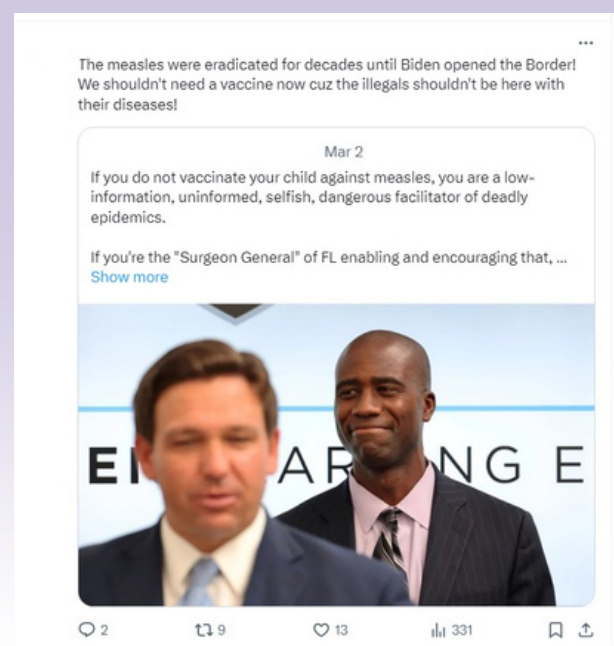 The measles were eradicated for decades until Biden opened the Border!
We shouldn't need a vaccine now cuz the illegals shouldn't be here with
their diseases!
Mar 2
If you do not vaccinate your child against measles, you are a low-
information, uninformed, selfish, dangerous facilitator of deadly
epidemics.
If you're the "Surgeon General" of FL enabling and encouraging that, ...
Show more
E
AR
NG E
2 9 13 331